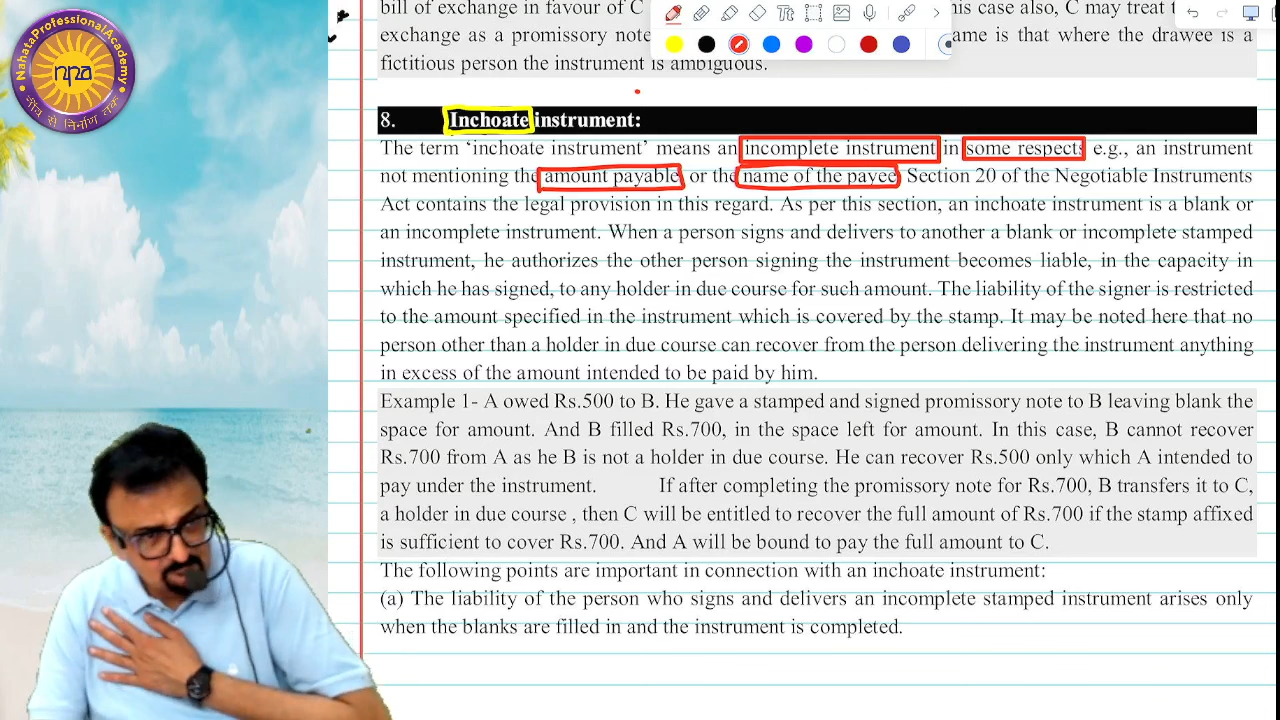 NahataProfessionalAcademy
npa
नींव से निर्माण तक
bill of exchange in favour of C
his case also, C may treat t
exchange as a promissory note
ame is that where the drawee is a
fictitious person the instrument is ambiguous.
8. Inchoate instrument:
The term ‘inchoate instrument’ means an incomplete instrument in some respects e.g., an instrument
not mentioning the amount payable or the name of the payee Section 20 of the Negotiable Instruments
Act contains the legal provision in this regard. As per this section, an inchoate instrument is a blank or
an incomplete instrument. When a person signs and delivers to another a blank or incomplete stamped
instrument, he authorizes the other person signing the instrument becomes liable, in the capacity in
which he has signed, to any holder in due course for such amount. The liability of the signer is restricted
to the amount specified in the instrument which is covered by the stamp. It may be noted here that no
person other than a holder in due course can recover from the person delivering the instrument anything
in excess of the amount intended to be paid by him.
Example 1- A owed Rs.500 to B. He gave a stamped and signed promissory note to B leaving blank the
space for amount. And B filled Rs.700, in the space left for amount. In this case, B cannot recover
Rs.700 from A as he B is not a holder in due course. He can recover Rs.500 only which A intended to
pay under the instrument. If after completing the promissory note for Rs.700, B transfers it to C,
a holder in due course , then C will be entitled to recover the full amount of Rs.700 if the stamp affixed
is sufficient to cover Rs.700. And A will be bound to pay the full amount to C.
The following points are important in connection with an inchoate instrument:
(a) The liability of the person who signs and delivers an incomplete stamped instrument arises only
when the blanks are filled in and the instrument is completed.